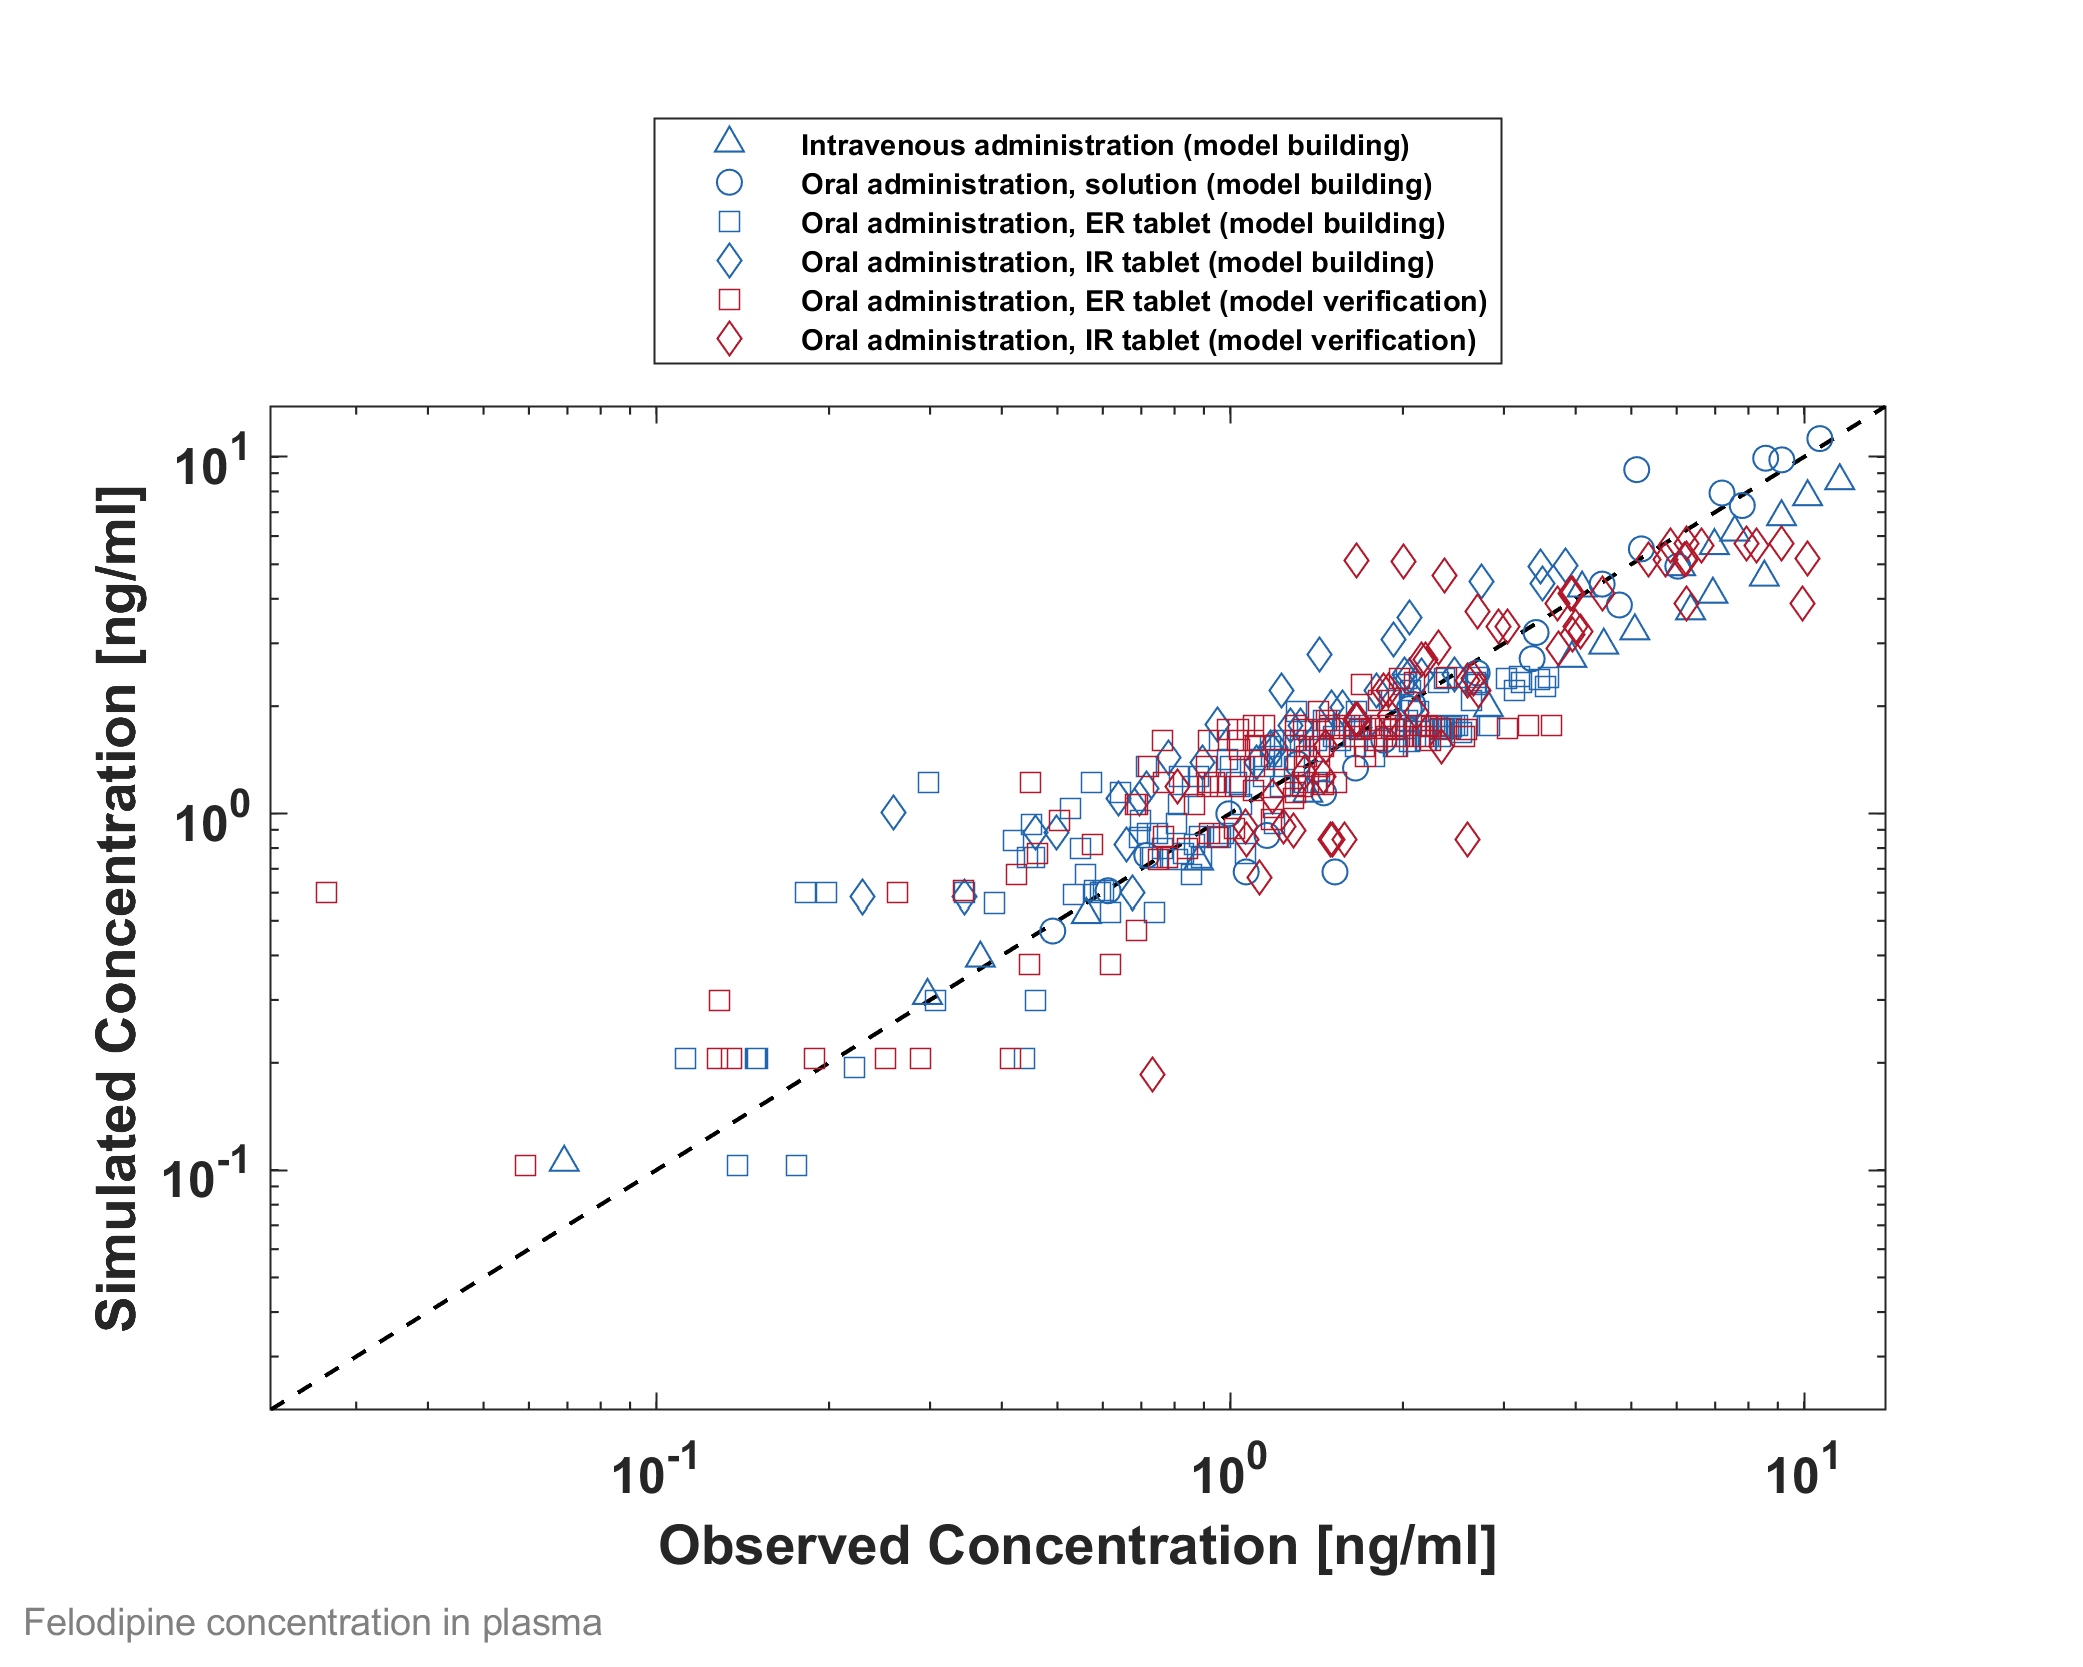 Intravenous administration (model building)
Oral administration, solution (model building)
Oral administration, ER tablet (model building)
Oral administration, IR tablet (model building)
Oral administration, ER tablet (model verification)
Oral administration, IR tablet (model verification)
Simulated Concentration [ng/ml]
10^1
10^0
10^-1
10^-1 10^0 10^1
Observed Concentration [ng/ml]
Felodipine concentration in plasma